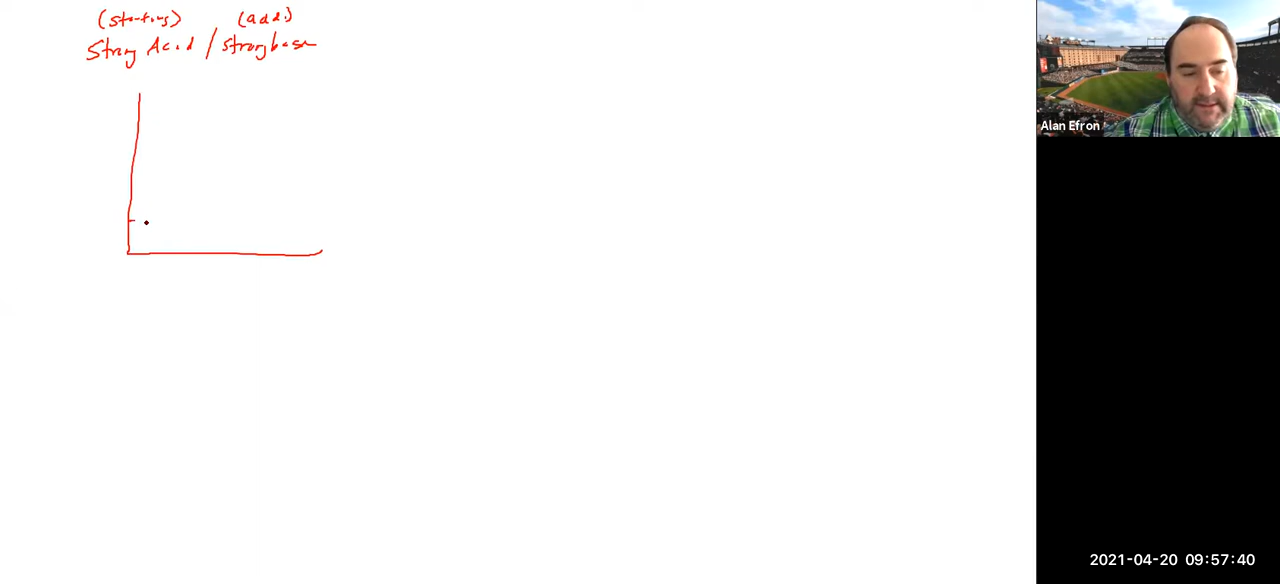 (starting) (add.)
Strong Acid / strong base
Alan Efron
2021-04-20 09:57:40